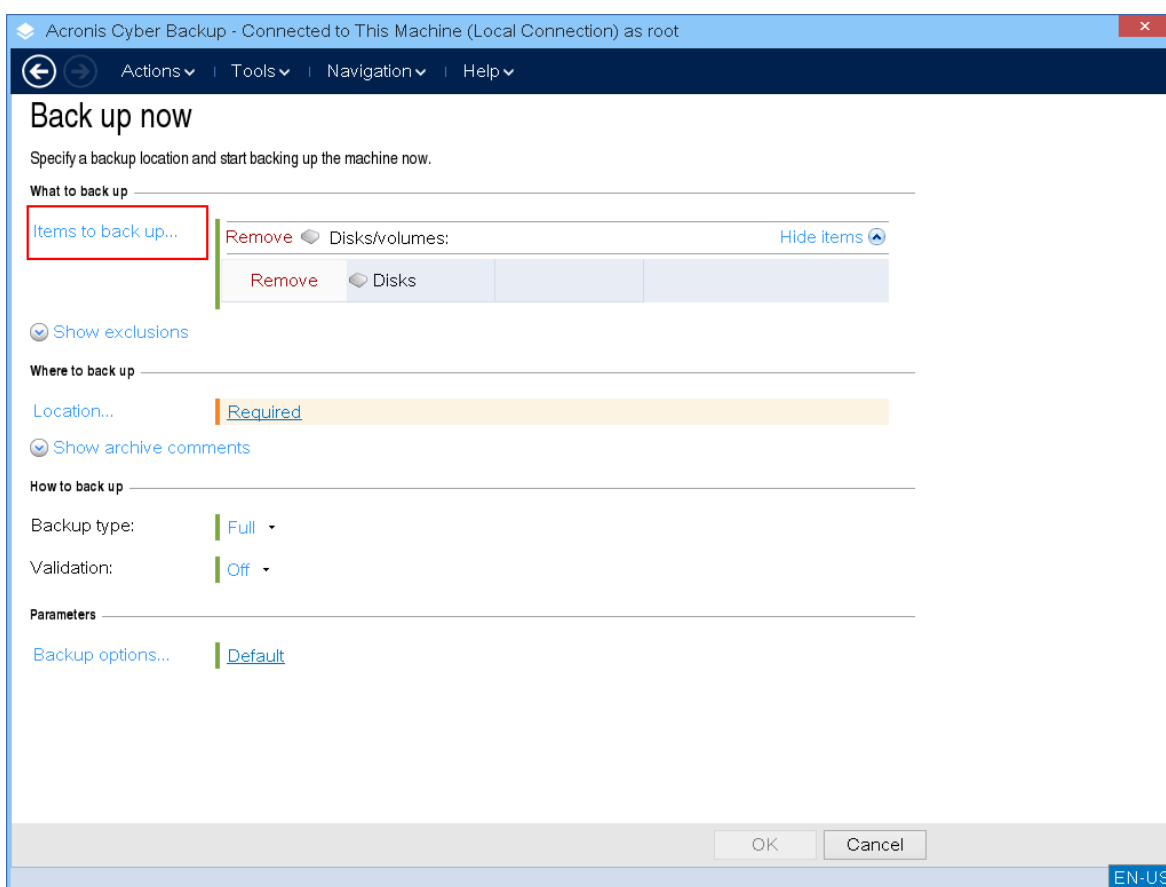 Acronis Cyber Backup - Connected to This Machine (Local Connection) as root
Actions Tools Navigation Help
Back up now
Specify a backup location and start backing up the machine now.
What to back up
Items to back up...
Remove Disks/volumes: Hide items
Remove Disks
Show exclusions
Where to back up
Location... Required
Show archive comments
How to back up
Backup type: Full
Validation: Off
Parameters
Backup options... Default
OK Cancel
EN-US